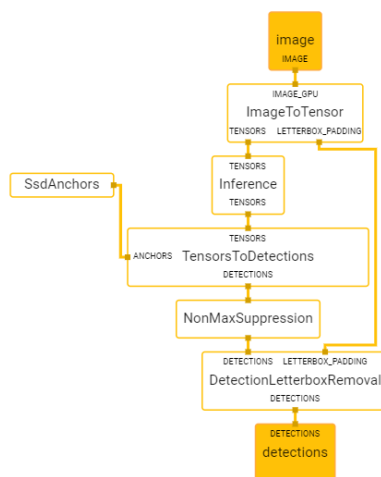 image
IMAGE
IMAGE_GPU
ImageToTensor
TENSORS LETTERBOX_PADDING
TENSORS
Inference
TENSORS
SsdAnchors
TENSORS
ANCHORS TensorsToDetections
DETECTIONS
NonMaxSuppression
DETECTIONS LETTERBOX_PADDING
DetectionLetterboxRemoval
DETECTIONS
DETECTIONS
detections